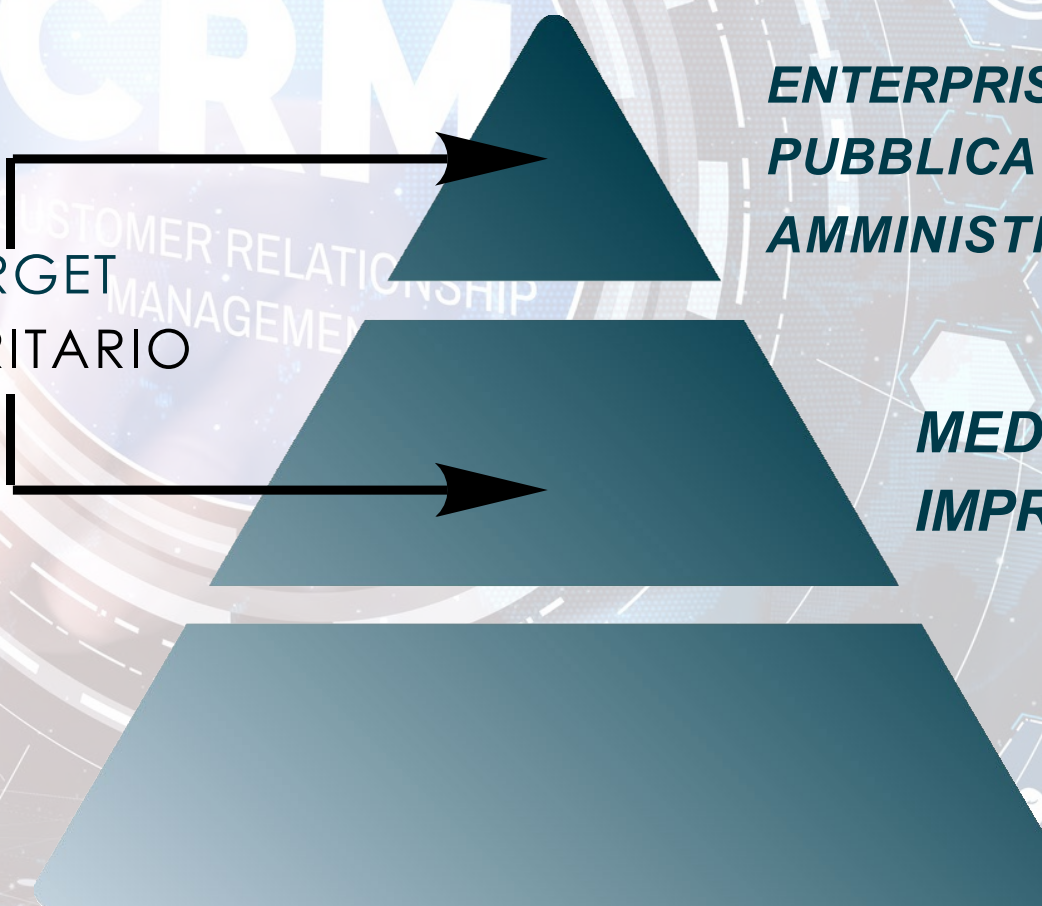 CRM
CUSTOMER RELATIONSHIP
MANAGEMENT
ENTERPRIS
PUBBLICA
AMMINIST
RGET
RITARIO
MED
IMPR